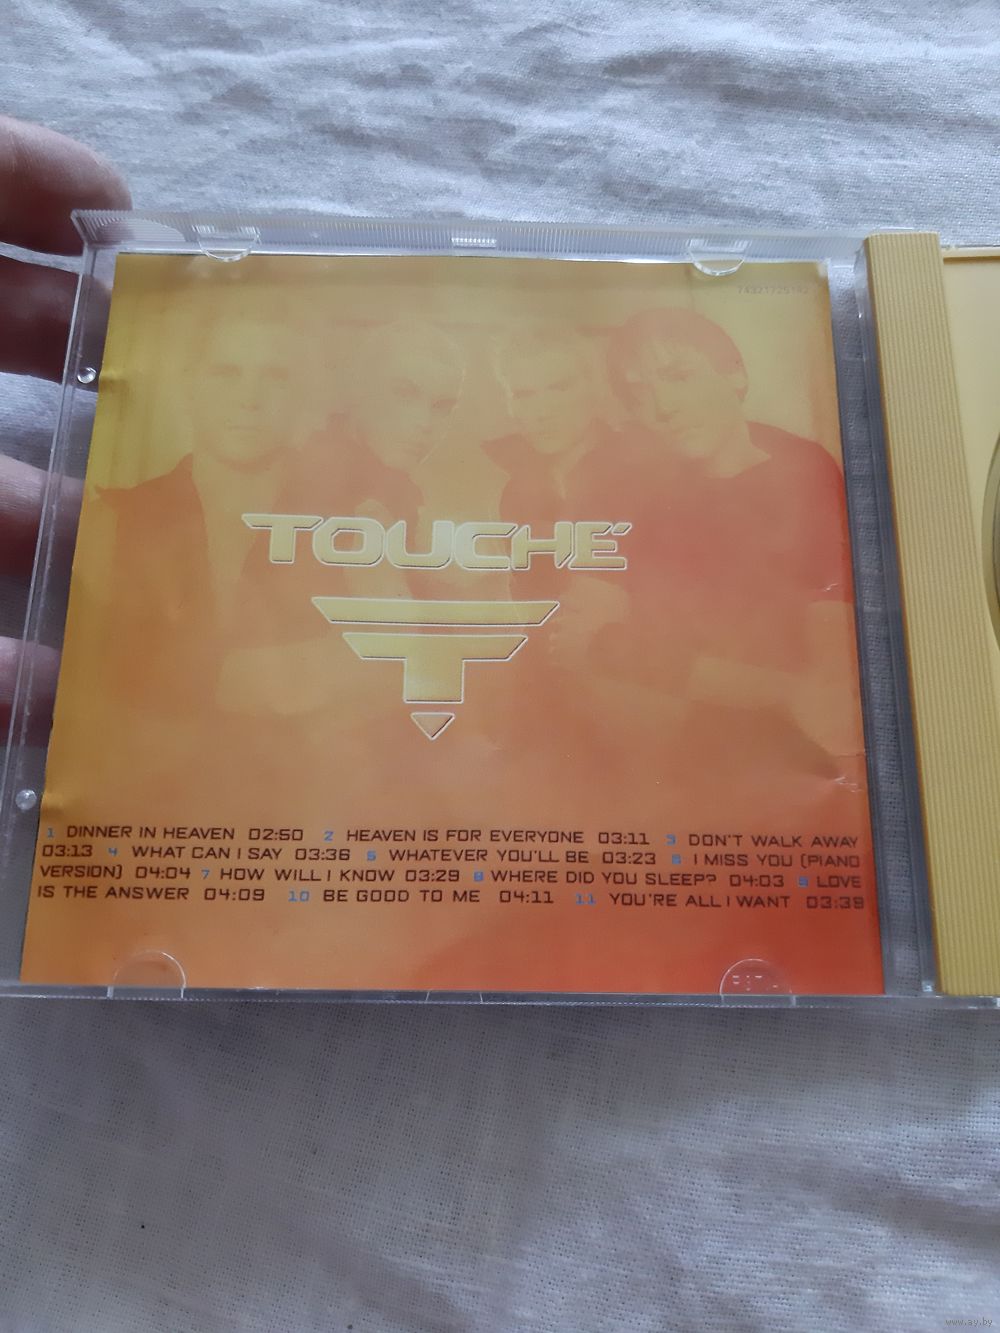 TOUCHÉ
1 DINNER IN HEAVEN 02:50 2 HEAVEN IS FOR EVERYONE 03:11 3 DON'T WALK AWAY
03:13 4 WHAT CAN I SAY 03:36 5 WHATEVER YOU'LL BE 03:23 6 I MISS YOU (PIANO
VERSION) 04:04 7 HOW WILL I KNOW 03:29 8 WHERE DID YOU SLEEP? 04:03 9 LOVE
IS THE ANSWER 04:09 10 BE GOOD TO ME 04:11 11 YOU'RE ALL I WANT 03:39
www.ay.by